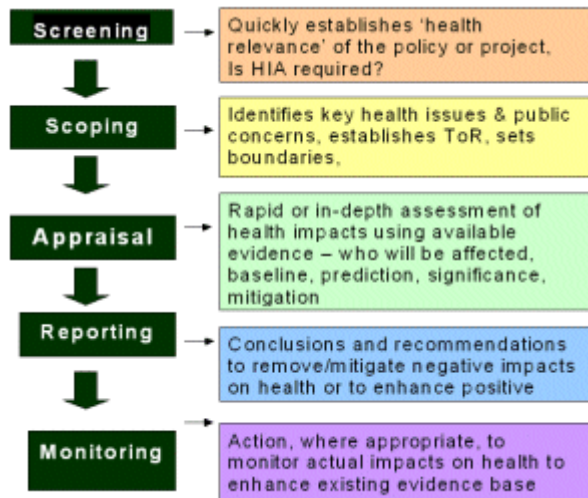 Screening
Quickly establishes ‘health
relevance’ of the policy or project,
Is HIA required?
Scoping
Identifies key health issues & public
concerns, establishes ToR, sets
boundaries,
Appraisal
Rapid or in-depth assessment of
health impacts using available
evidence – who will be affected,
baseline, prediction, significance,
mitigation
Reporting
Conclusions and recommendations
to remove/mitigate negative impacts
on health or to enhance positive
Monitoring
Action, where appropriate, to
monitor actual impacts on health to
enhance existing evidence base